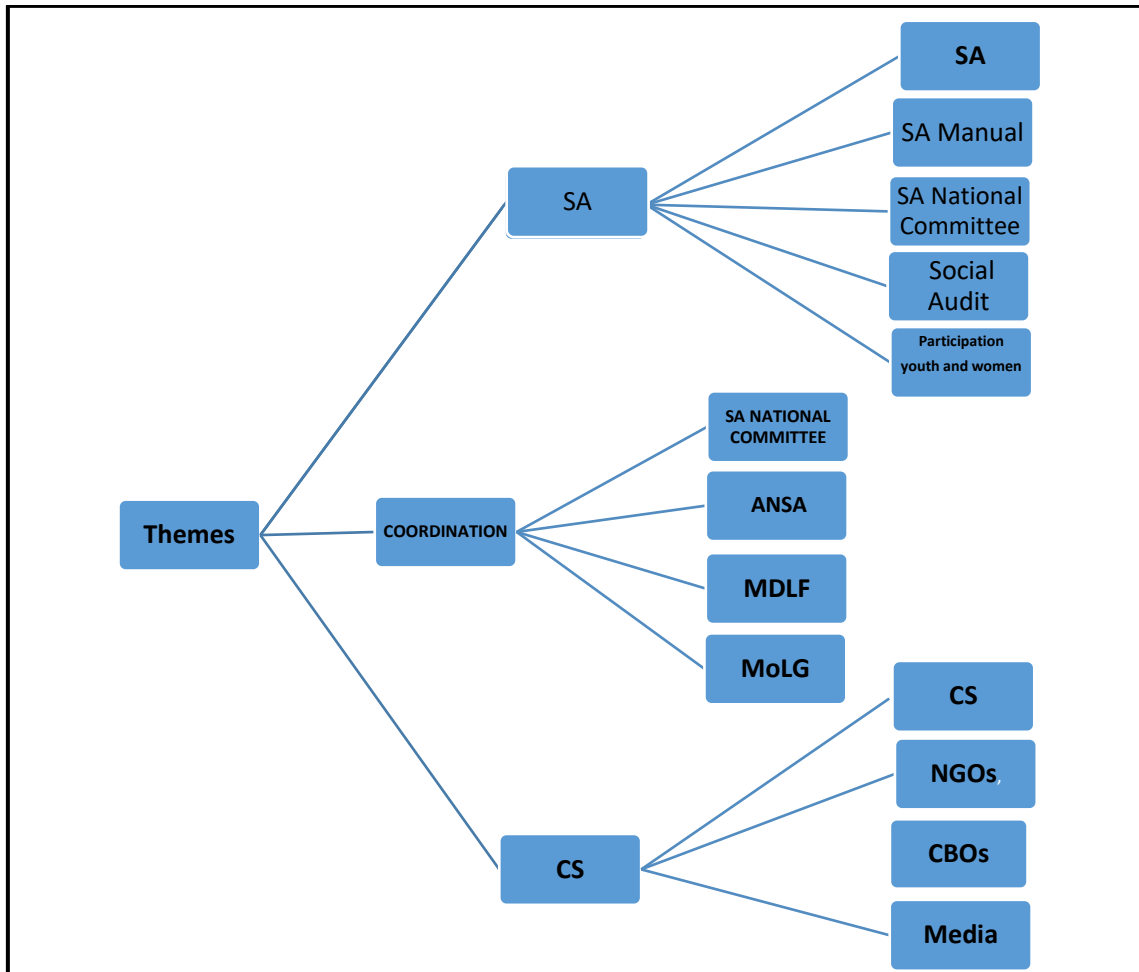 SA
SA Manual
SA National
Committee
Social
Audit
Participation
youth and women
SA
SA NATIONAL
COMMITTEE
ANSA
MDLF
MoLG
COORDINATION
Themes
CS
NGOs,
CBOs
Media
CS